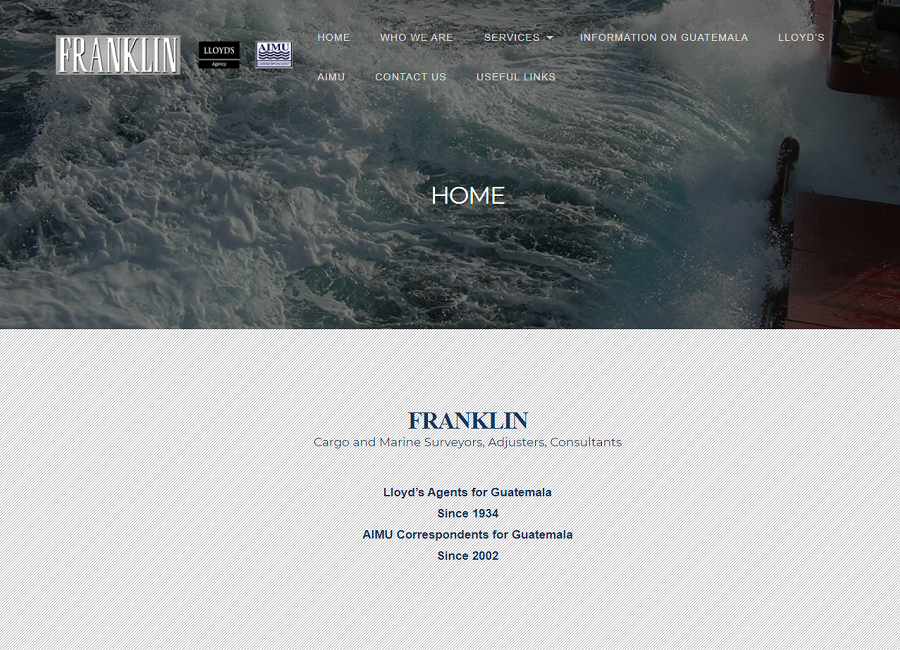 FRANKLIN
LLOYD'S
Agency
AIMU
CORRESPONDENT
HOME
WHO WE ARE
SERVICES
INFORMATION ON GUATEMALA
LLOYD´S
AIMU
CONTACT US
USEFUL LINKS
HOME
FRANKLIN
Cargo and Marine Surveyors, Adjusters, Consultants
Lloyd’s Agents for Guatemala
Since 1934
AIMU Correspondents for Guatemala
Since 2002